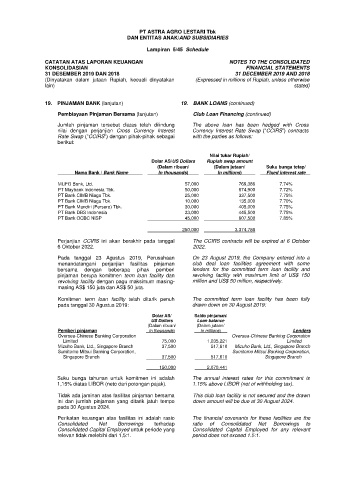 PT ASTRA AGRO LESTARI Tbk
DAN ENTITAS ANAK/AND SUBSIDIARIES
Lampiran 5/45 Schedule
CATATAN ATAS LAPORAN KEUANGAN
KONSOLIDASIAN
31 DESEMBER 2019 DAN 2018
(Dinyatakan dalam jutaan Rupiah, kecuali dinyatakan
lain)
NOTES TO THE CONSOLIDATED
FINANCIAL STATEMENTS
31 DECEMBER 2019 AND 2018
(Expressed in millions of Rupiah, unless otherwise
stated)
19. PINJAMAN BANK (lanjutan)
19. BANK LOANS (continued)
Pembiayaan Pinjaman Bersama (lanjutan)
Club Loan Financing (continued)
Jumlah pinjaman tersebut diatas telah dilindung
nilai dengan perjanjian Cross Currency Interest
Rate Swap ("CCIRS") dengan pihak-pihak sebagai
berikut:
The above loan has been hedged with Cross
Currency Interest Rate Swap ("CCIRS") contracts
with the parties as follows:
Nama Bank / Bank Name
Dolar AS/US Dollars
(Dalam ribuan/
In thousands)
Nilai tukar Rupiah/
Rupiah swap amount
(Dalam jutaan/
In millions)
Suku bunga tetap/
Fixed interest rate
MUFG Bank, Ltd. 57,000 7.74%
PT Maybank Indonesia Tbk. 50,000 7.72%
PT Bank CIMB Niaga Tbk. 25,000 337,500 7.75%
PT Bank CIMB Niaga Tbk. 10,000 135,000 7.70%
PT Bank Mandiri (Persero) Tbk. 30,000 7.75%
PT Bank DBS Indonesia 33,000 445,500 7.75%
PT Bank OCBC NISP 45,000 7.85%
250,000
Perjanjian CCIRS ini akan berakhir pada tanggal
6 Oktober 2022.
The CCIRS contracts will be expired at 6 October
2022.
Pada tanggal 23 Agustus 2019, Perusahaan
menandatangani perjanjian fasilitas pinjaman
bersama, dengan beberapa pihak pemberi
pinjaman berupa komitmen term loan facility dan
revolving facility dengan pagu maksimum masing-
masing AS$ 150 juta dan AS$ 50 juta.
On 23 August 2019, the Company entered into a
club deal loan facilities agreement with some
lenders for the committed term loan facility and
revolving facility with maximum limit of US$ 150
million and US$ 50 million, respectively.
Komitmen term loan facility telah ditarik penuh
pada tanggal 30 Agustus 2019:
The committed term loan facility has been fully
drawn down on 30 August 2019:
Pemberi pinjaman
Dolar AS/
US Dollars
(Dalam ribuan/
In thousands)
Saldo pinjaman/
Loan balance
(Dalam jutaan/
In millions)
Lenders
Oversea-Chinese Banking Corporation
Limited 75,000 1,035,221
Oversea-Chinese Banking Corporation
Limited
Mizuho Bank, Ltd., Singapore Branch 37,500 517,610 Mizuho Bank, Ltd., Singapore Branch
Sumitomo Mitsui Banking Corporation,
Singapore Branch 37,500 517,610
Sumitomo Mitsui Banking Corporation,
Singapore Branch
150,000 2,070,441
Suku bunga tahunan untuk komitmen ini adalah
1,15% diatas LIBOR (neto dari potongan pajak).
The annual interest rates for this commitment is
1.15% above LIBOR (net of withholding tax).
Tidak ada jaminan atas fasilitas pinjaman bersama
ini dan jumlah pinjaman yang ditarik jatuh tempo
pada 30 Agustus 2024.
This club loan facility is not secured and the drawn
down amount will be due at 30 August 2024.
Perikatan keuangan atas fasilitas ini adalah rasio
Consolidated Net Borrowings terhadap
Consolidated Capital Employed untuk periode yang
relevan tidak melebihi dari 1,5:1.
The financial covenants for these facilities are the
ratio of Consolidated Net Borrowings to
Consolidated Capital Employed for any relevant
period does not exceed 1.5:1.